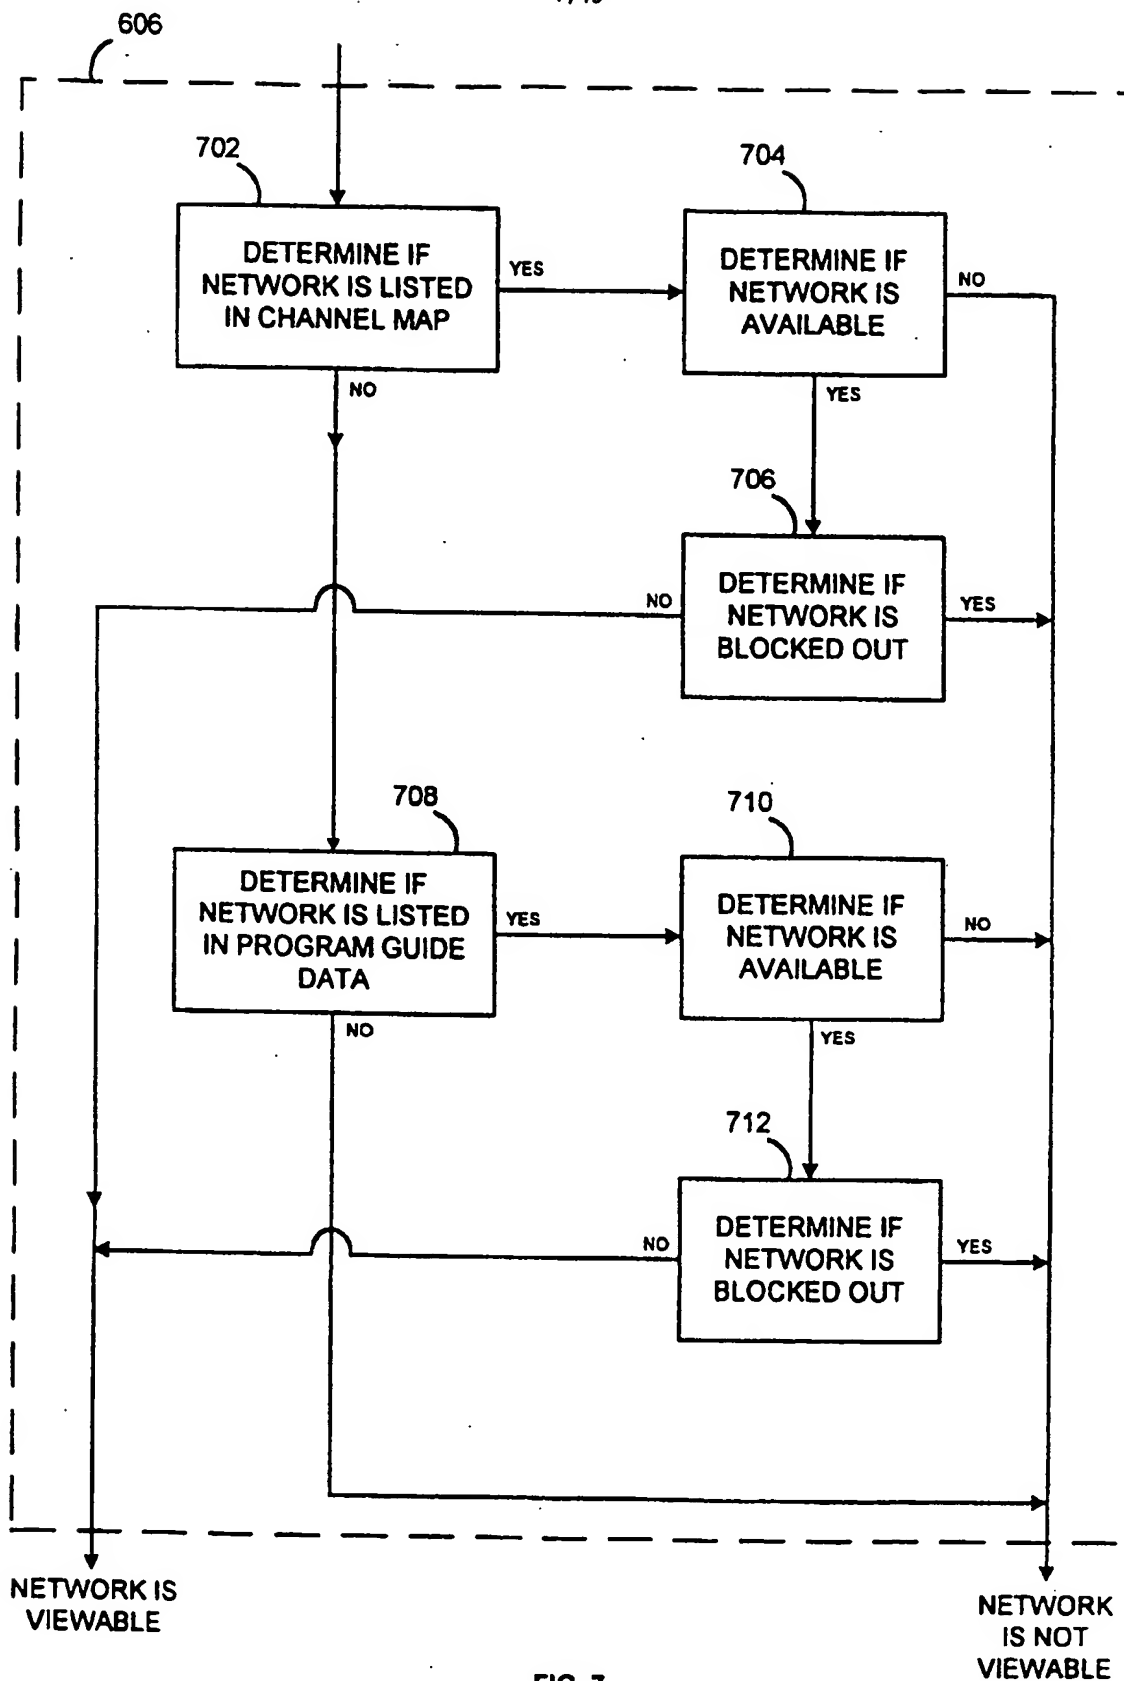 606
702
704
DETERMINE IF
NETWORK IS LISTED
IN CHANNEL MAP
YES
DETERMINE IF
NETWORK IS
AVAILABLE
NO
NO
YES
706
DETERMINE IF
NETWORK IS
BLOCKED OUT
NO
YES
708
710
DETERMINE IF
NETWORK IS LISTED
IN PROGRAM GUIDE
DATA
YES
DETERMINE IF
NETWORK IS
AVAILABLE
NO
NO
YES
712
DETERMINE IF
NETWORK IS
BLOCKED OUT
NO
YES
NETWORK IS
VIEWABLE
NETWORK
IS NOT
VIEWABLE